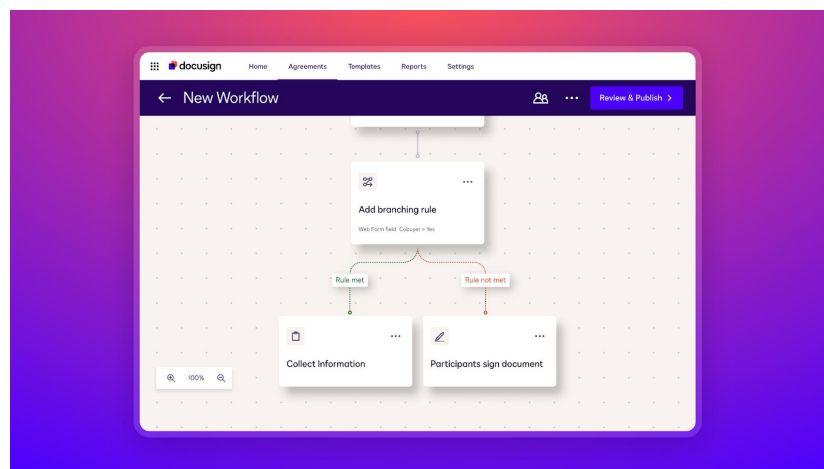 docusign Home Agreements Templates Reports Settings
New Workflow Review & Publish
Add branching rule
Web Form field Cobuyer = Yes
Rule met Rule not met
Collect Information Participants sign document
100%